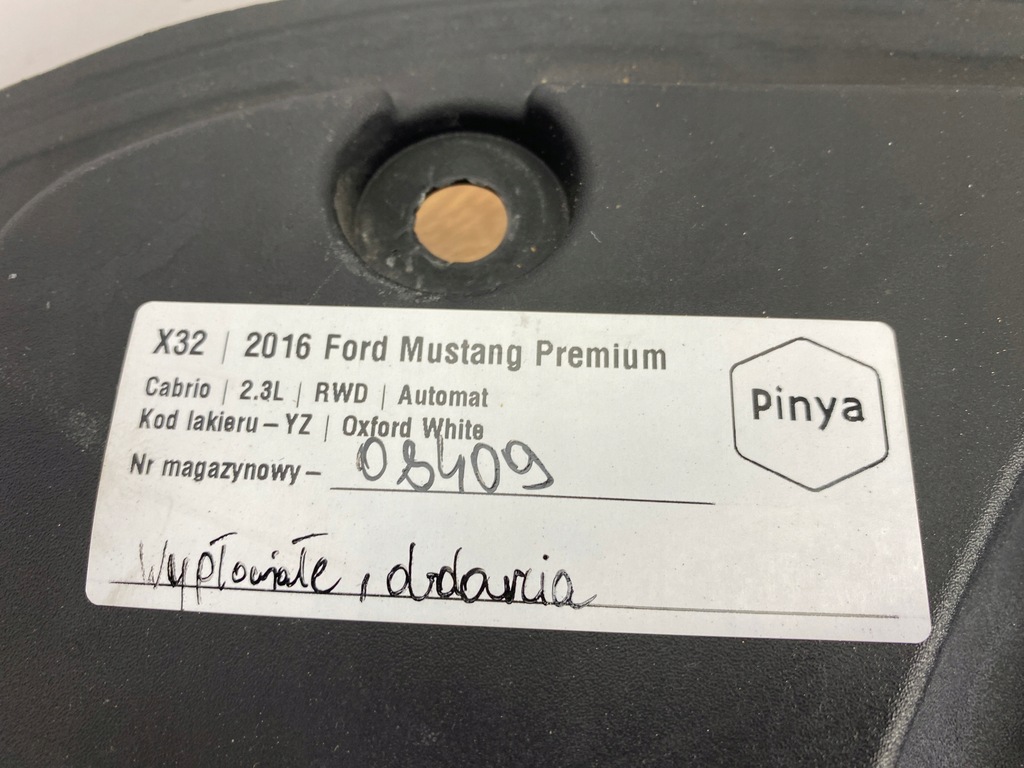 X32 | 2016 Ford Mustang Premium
Cabrio | 2.3L | RWD | Automat
Kod lakieru – YZ | Oxford White
Nr magazynowy – 08409
Wypłowiałe,
Pinya